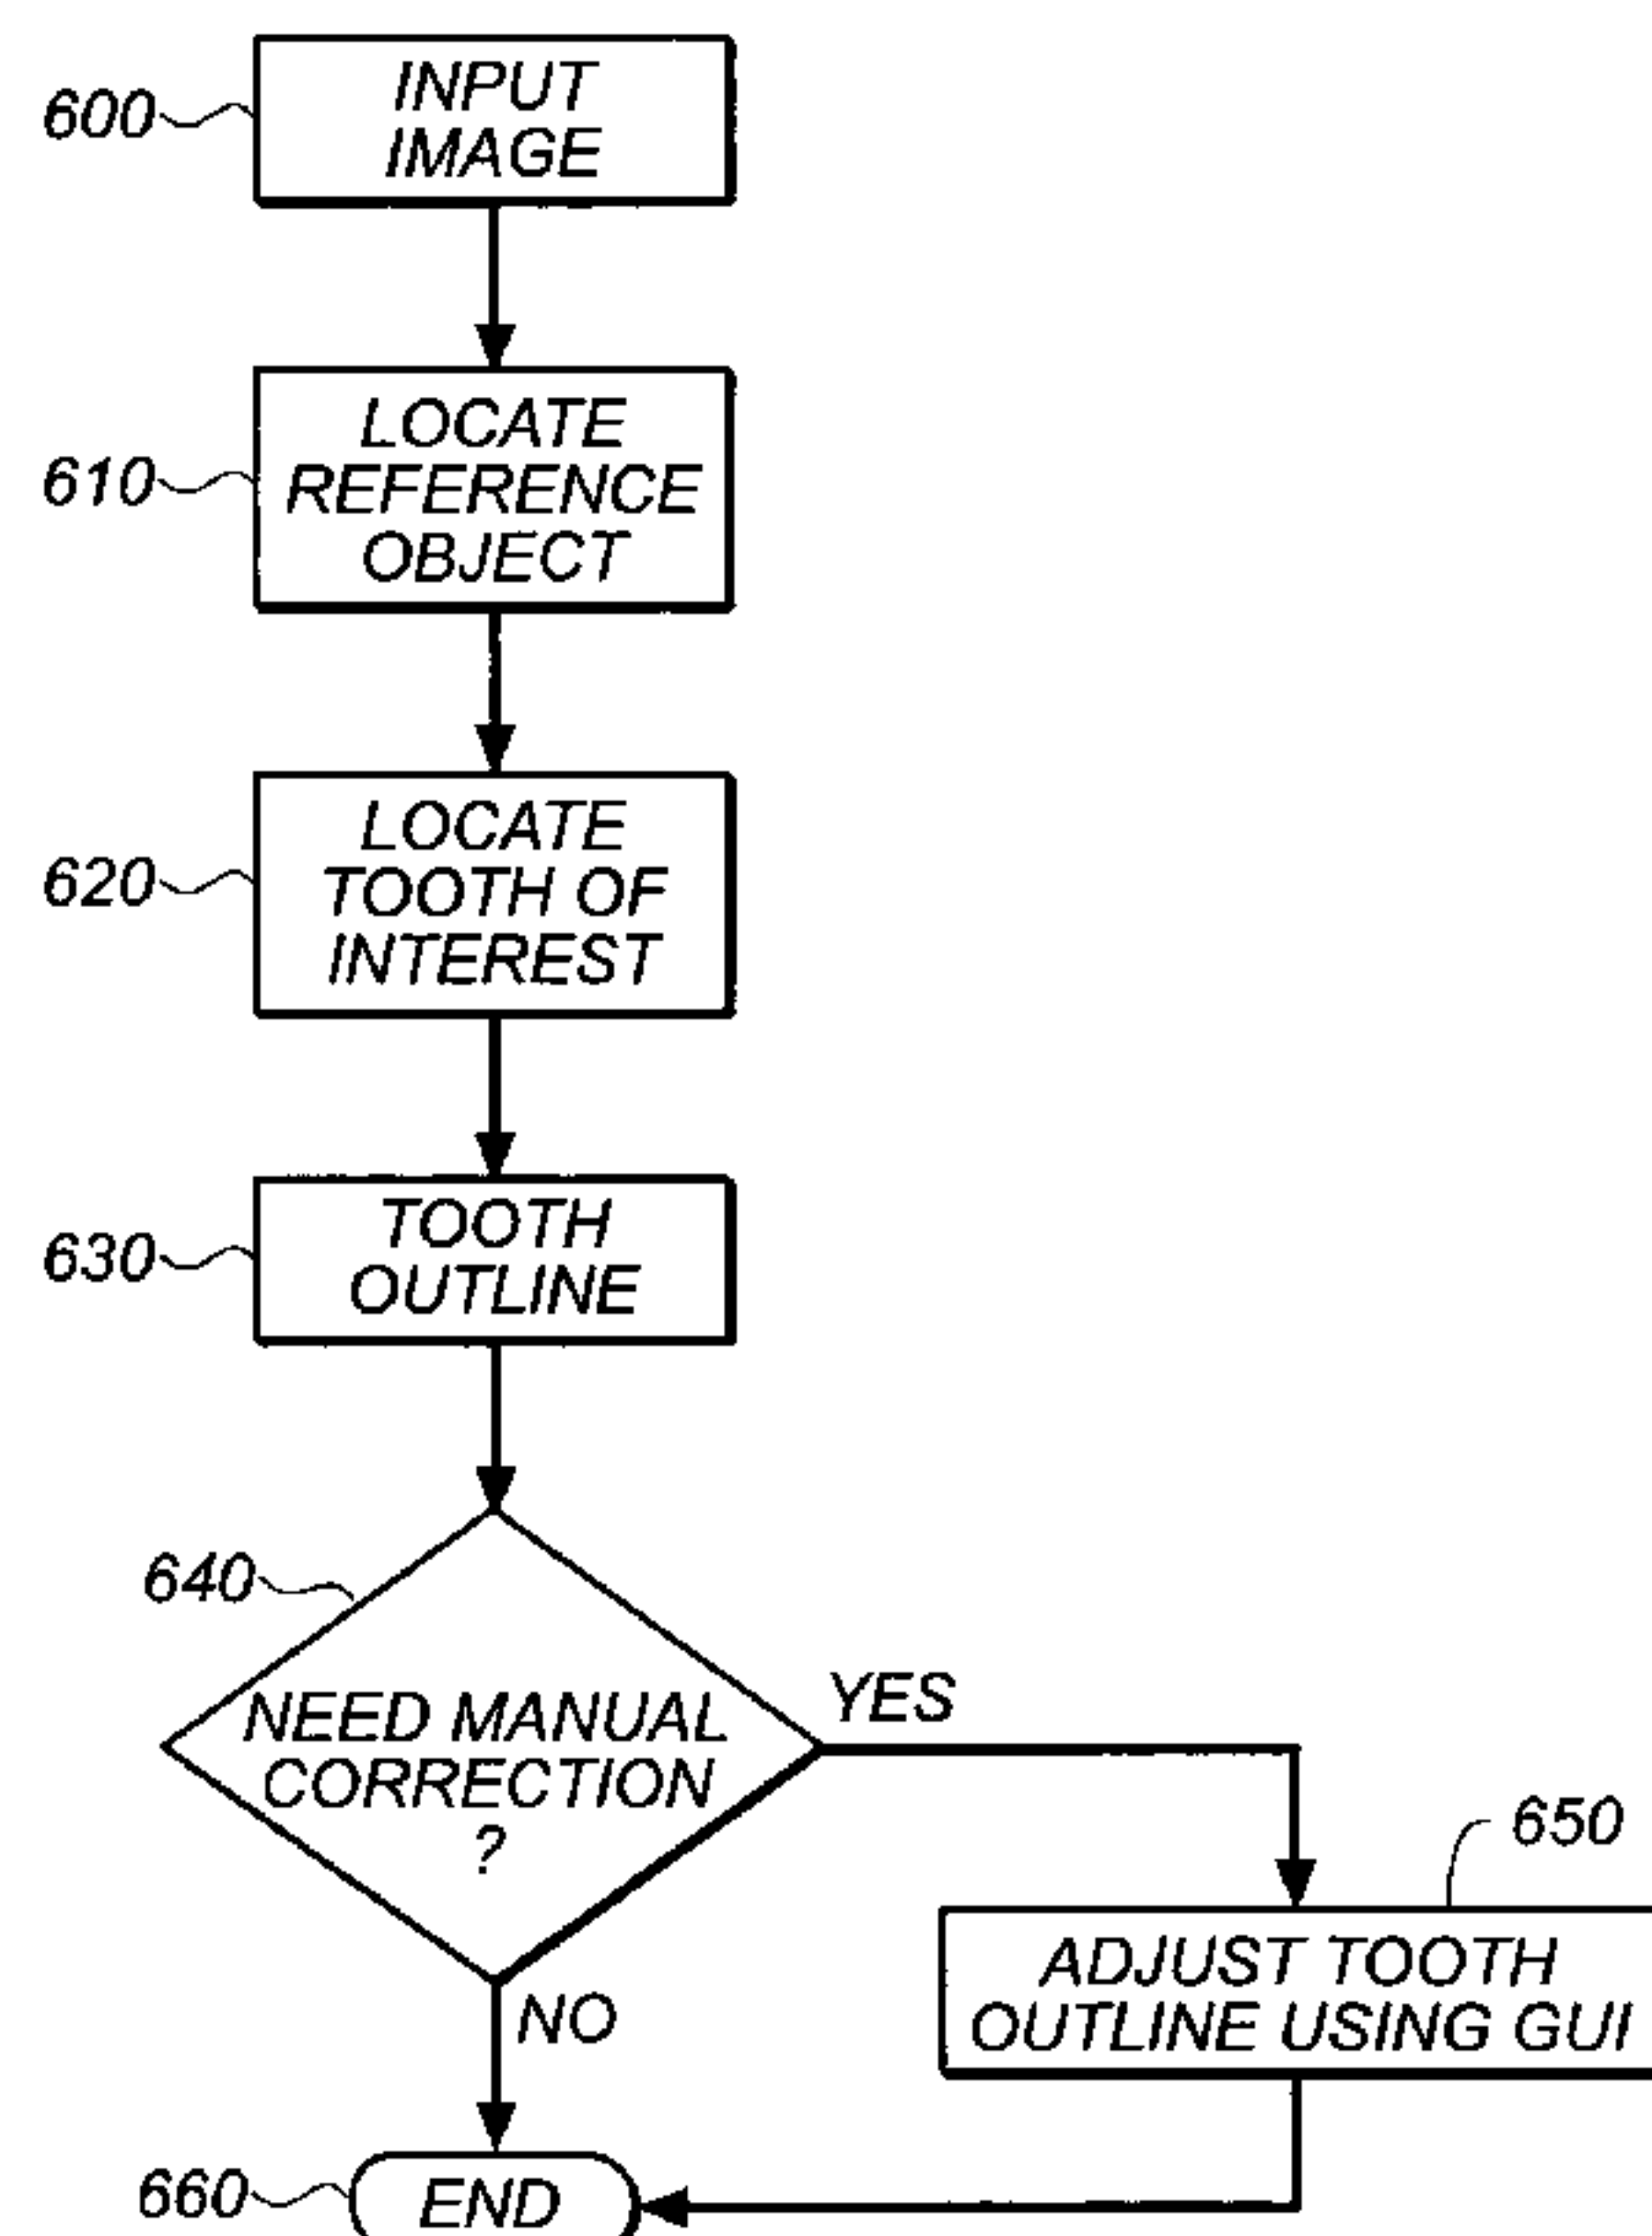 600
INPUT
IMAGE
610
LOCATE
REFERENCE
OBJECT
620
LOCATE
TOOTH OF
INTEREST
630
TOOTH
OUTLINE
640
NEED MANUAL
CORRECTION
?
YES
NO
650
ADJUST TOOTH
OUTLINE USING GUI
660
END